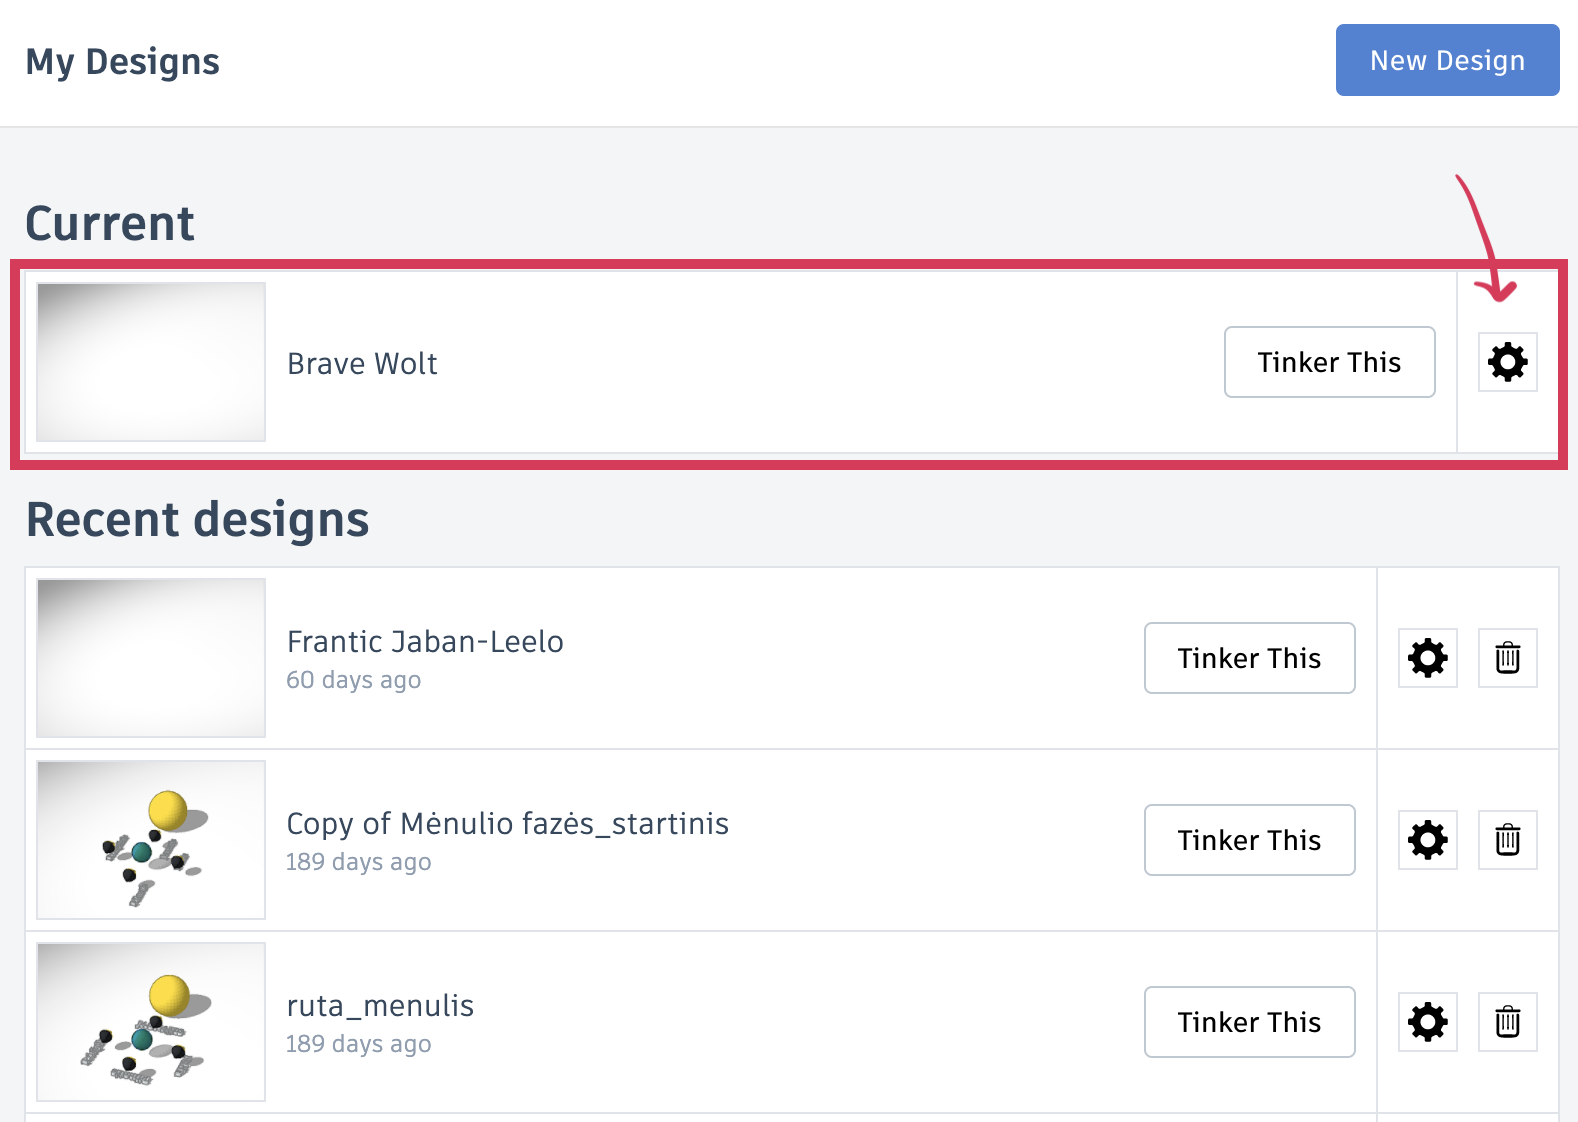 My Designs
New Design
Current
Brave Wolt
Tinker This
Recent designs
Frantic Jaban-Leelo
60 days ago
Tinker This
Copy of Mėnulio fazės_startinis
189 days ago
Tinker This
ruta_menulis
189 days ago
Tinker This